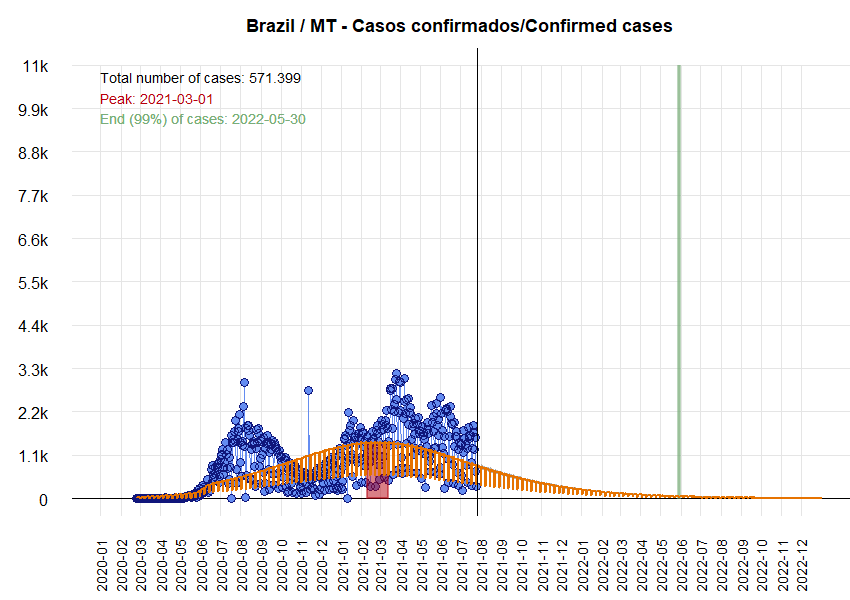 Brazil / MT - Casos confirmados/Confirmed cases
Total number of cases: 571.399
Peak: 2021-03-01
End (99%) of cases: 2022-05-30
11k
9.9k
8.8k
7.7k
6.6k
5.5k
4.4k
3.3k
2.2k
1.1k
0
2020-01
2020-02
2020-03
2020-04
2020-05
2020-06
2020-07
2020-08
2020-09
2020-10
2020-11
2020-12
2021-01
2021-02
2021-03
2021-04
2021-05
2021-06
2021-07
2021-08
2021-09
2021-10
2021-11
2021-12
2022-01
2022-02
2022-03
2022-04
2022-05
2022-06
2022-07
2022-08
2022-09
2022-10
2022-11
2022-12